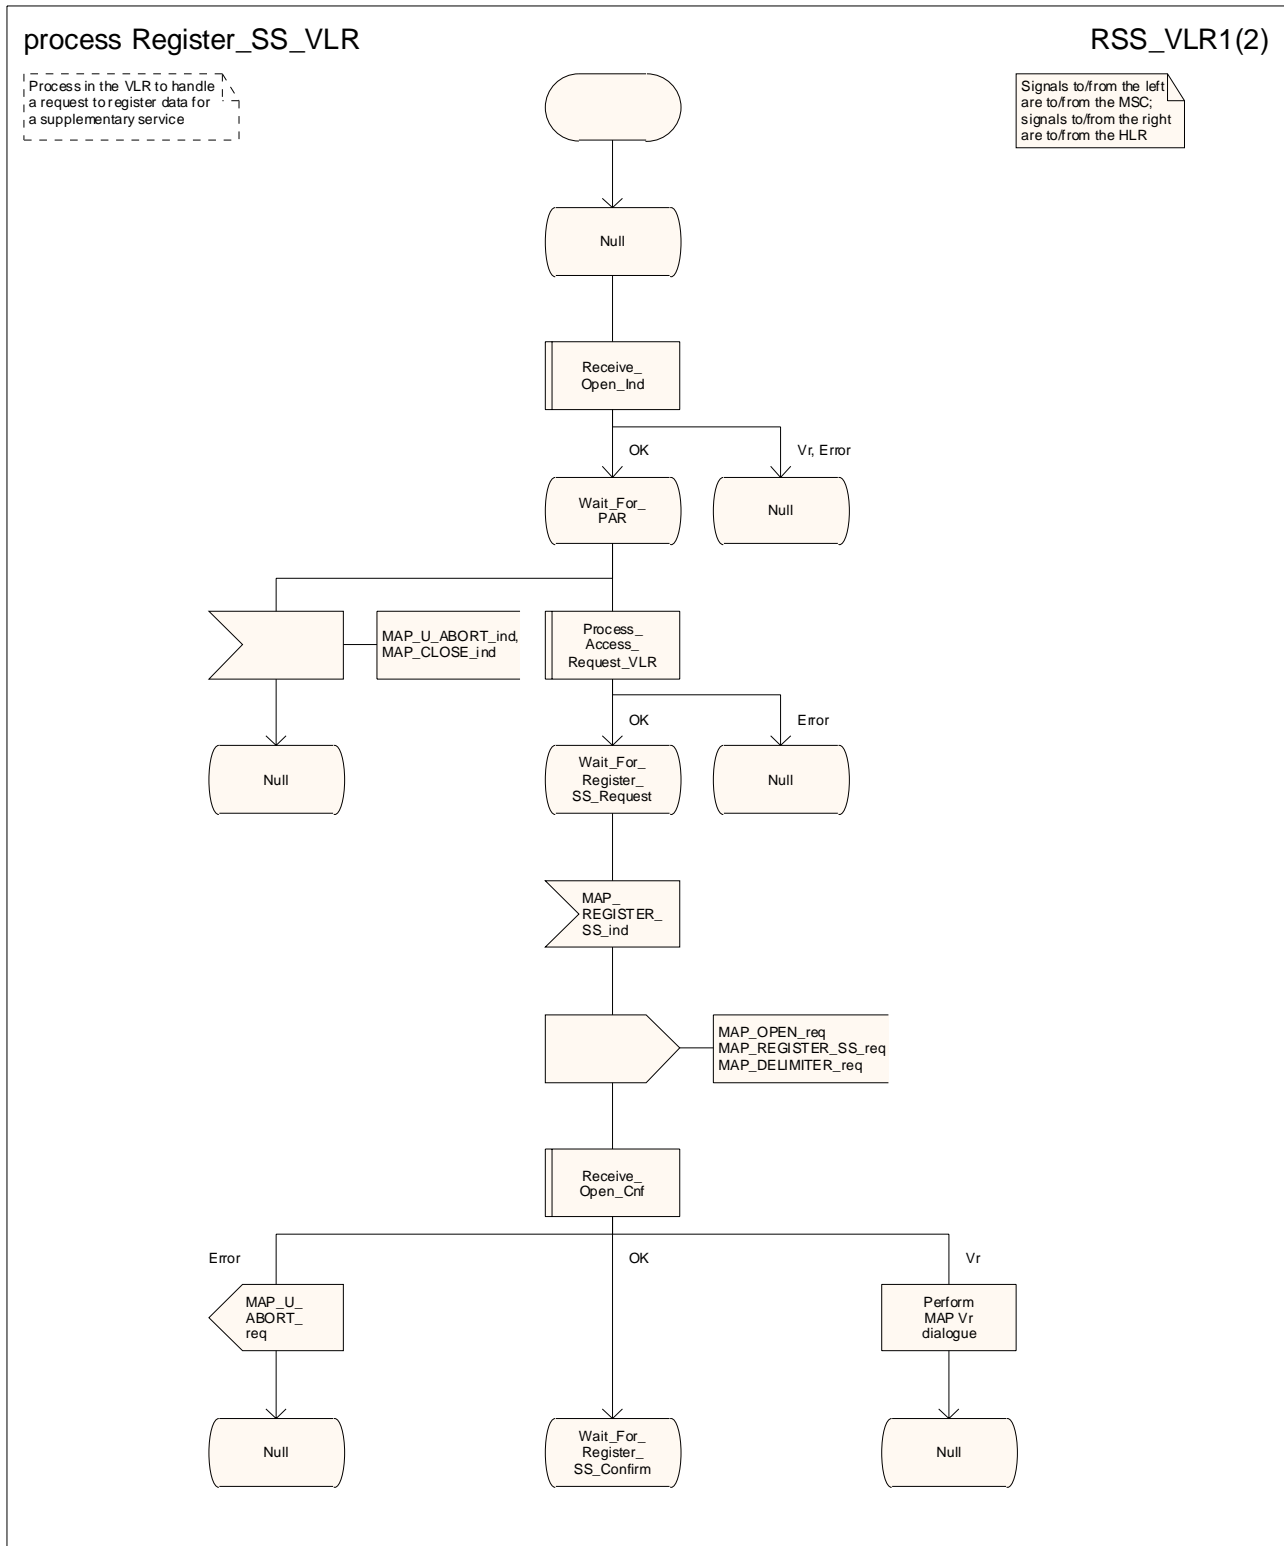 process Register_SS_VLR
RSS_VLR1(2)
Process in the VLR to handle
a request to register data for
a supplementary service
Signals to/from the left
are to/from the MSC;
signals to/from the right
are to/from the HLR
Null
Receive_
Open_Ind
OK
Vr, Error
Wait_For_
PAR
Null
MAP_U_ABORT_ind,
MAP_CLOSE_ind
Process_
Access_
Request_VLR
OK
Error
Null
Wait_For_
Register_
SS_Request
Null
MAP_
REGISTER_
SS_ind
MAP_OPEN_req
MAP_REGISTER_SS_req
MAP_DELIMITER_req
Receive_
Open_Cnf
Error
OK
Vr
MAP_U_
ABORT_
req
Perform
MAP Vr
dialogue
Null
Wait_For_
Register_
SS_Confirm
Null